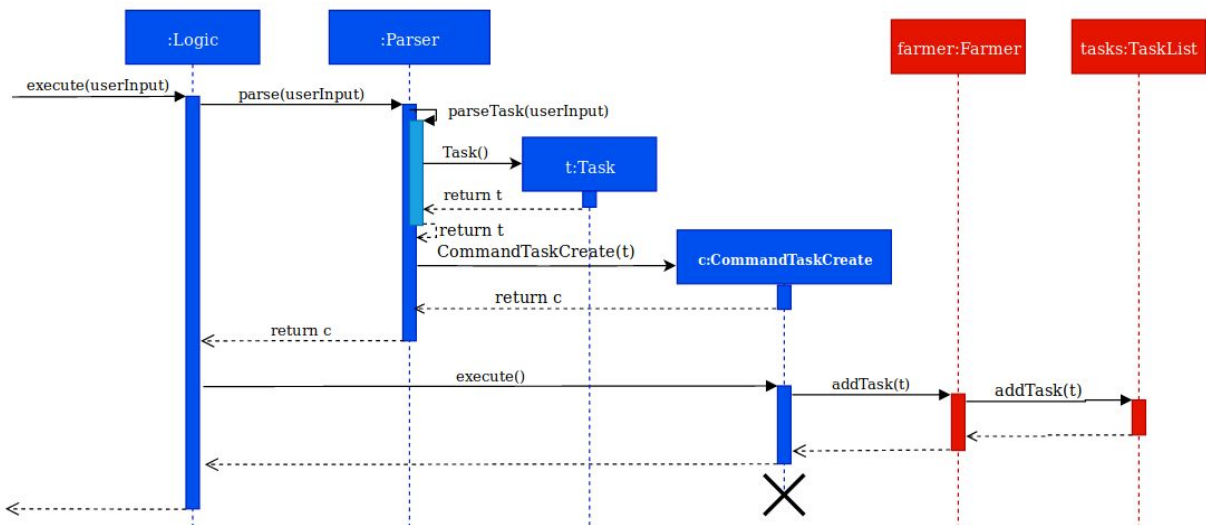 :Logic
:Parser
farmer:Farmer
tasks:TaskList
execute(userInput)
parse(userInput)
parseTask(userInput)
Task()
t:Task
return t
return t
CommandTaskCreate(t)
c:CommandTaskCreate
return c
return c
execute()
addTask(t)
addTask(t)